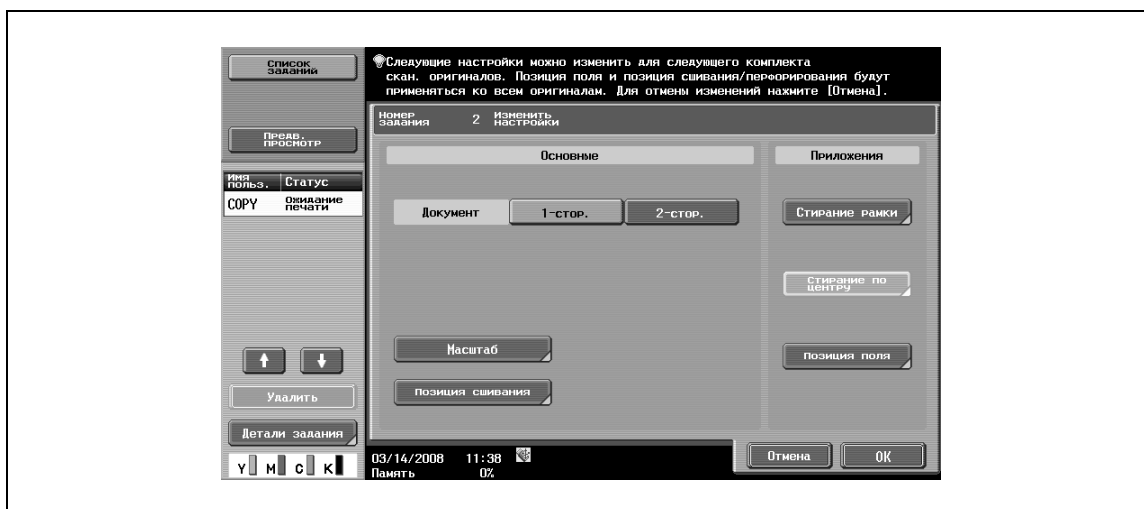 Список
заданий
Следующие настройки можно изменить для следующего комплекта
скан. оригиналов. Позиция поля и позиция сшивания/перфорирования будут
применяться ко всем оригиналам. Для отмены изменений нажмите [Отмена].
Предв.
просмотр
Номер
задания 2 Изменить
настройки
Основные
Приложения
Имя
польз. Статус
COPY Ожидание
печати
Документ 1-стор. 2-стор.
Стирание рамки
Стирание по
центру
Масштаб
Позиция поля
Позиция сшивания
Удалить
Детали задания
Y M C K
03/14/2008 11:38
Память 0%
Отмена OK